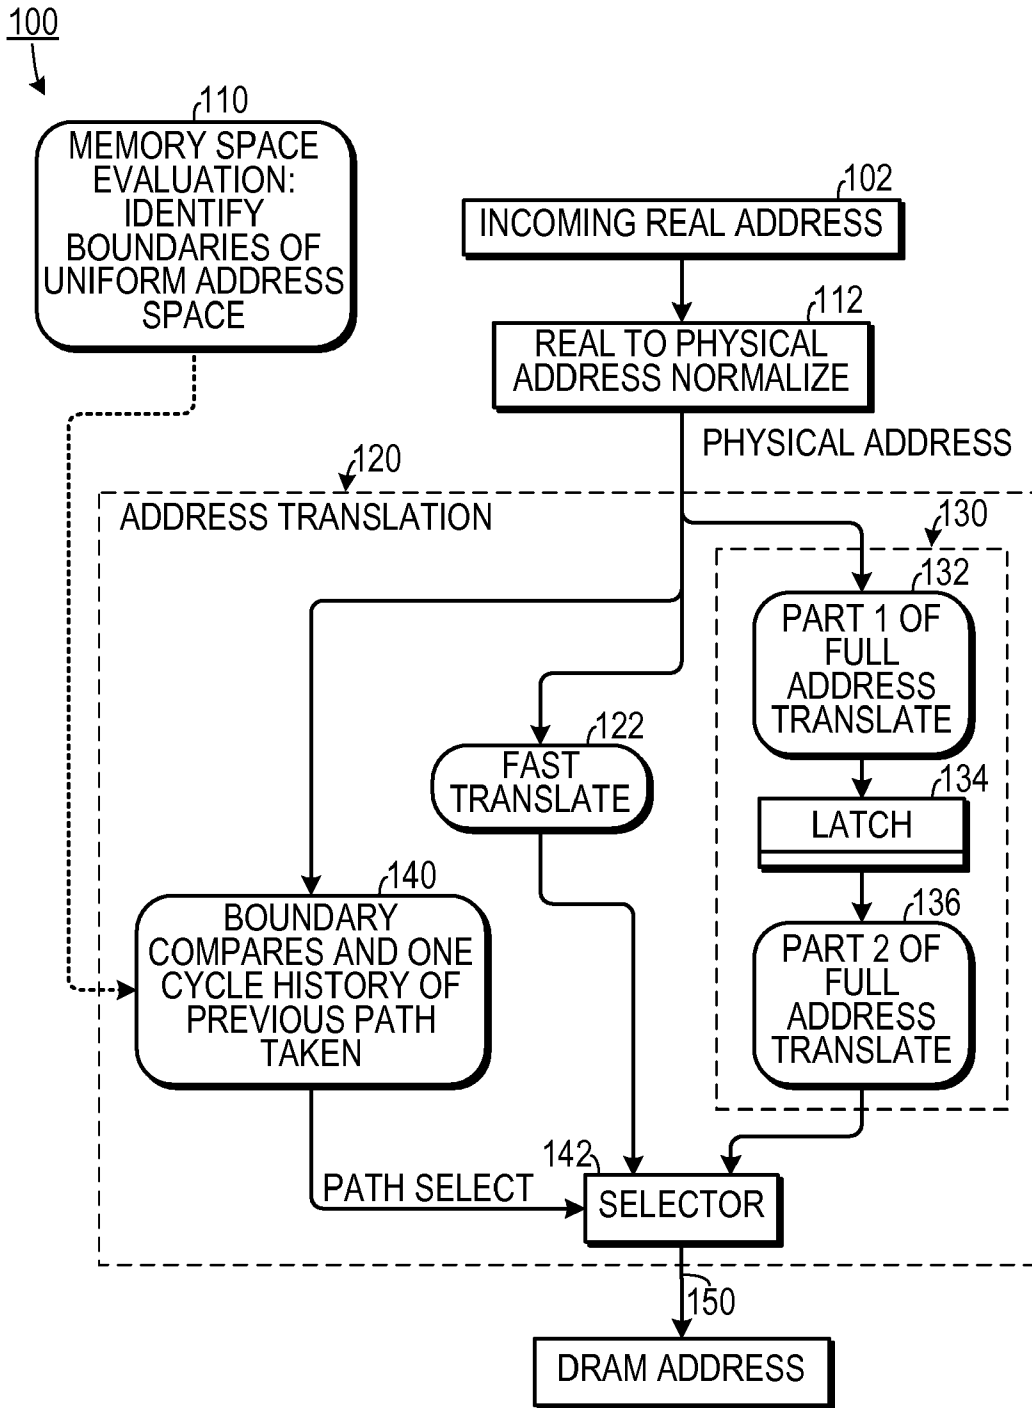 100
110
MEMORY SPACE
EVALUATION:
IDENTIFY
BOUNDARIES OF
UNIFORM ADDRESS
SPACE
102
INCOMING REAL ADDRESS
112
REAL TO PHYSICAL
ADDRESS NORMALIZE
PHYSICAL ADDRESS
120
ADDRESS TRANSLATION
130
132
PART 1 OF
FULL
ADDRESS
TRANSLATE
122
FAST
TRANSLATE
134
LATCH
140
BOUNDARY
COMPARES AND ONE
CYCLE HISTORY OF
PREVIOUS PATH
TAKEN
136
PART 2 OF
FULL
ADDRESS
TRANSLATE
PATH SELECT
142
SELECTOR
150
DRAM ADDRESS